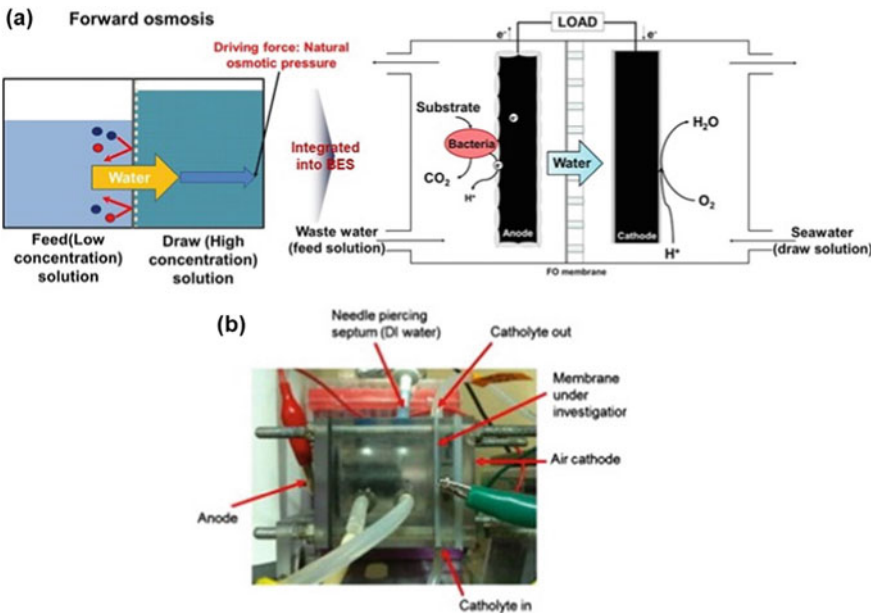 (a)
Forward osmosis
Driving force: Natural
osmotic pressure
Water
Feed(Low
concentration)
solution
Draw (High
concentration)
solution
Integrated
into BES
Waste water
(feed solution)
LOAD
e⁻
e⁻
Substrate
Bacteria
CO₂
H⁺
e
e
Anode
Water
Cathode
H₂O
O₂
H⁺
FO membrane
Seawater
(draw solution)
(b)
Needle piercing
septum (DI water)
Catholyte out
Membrane
under
investigatior
Air cathode
Anode
Catholyte in